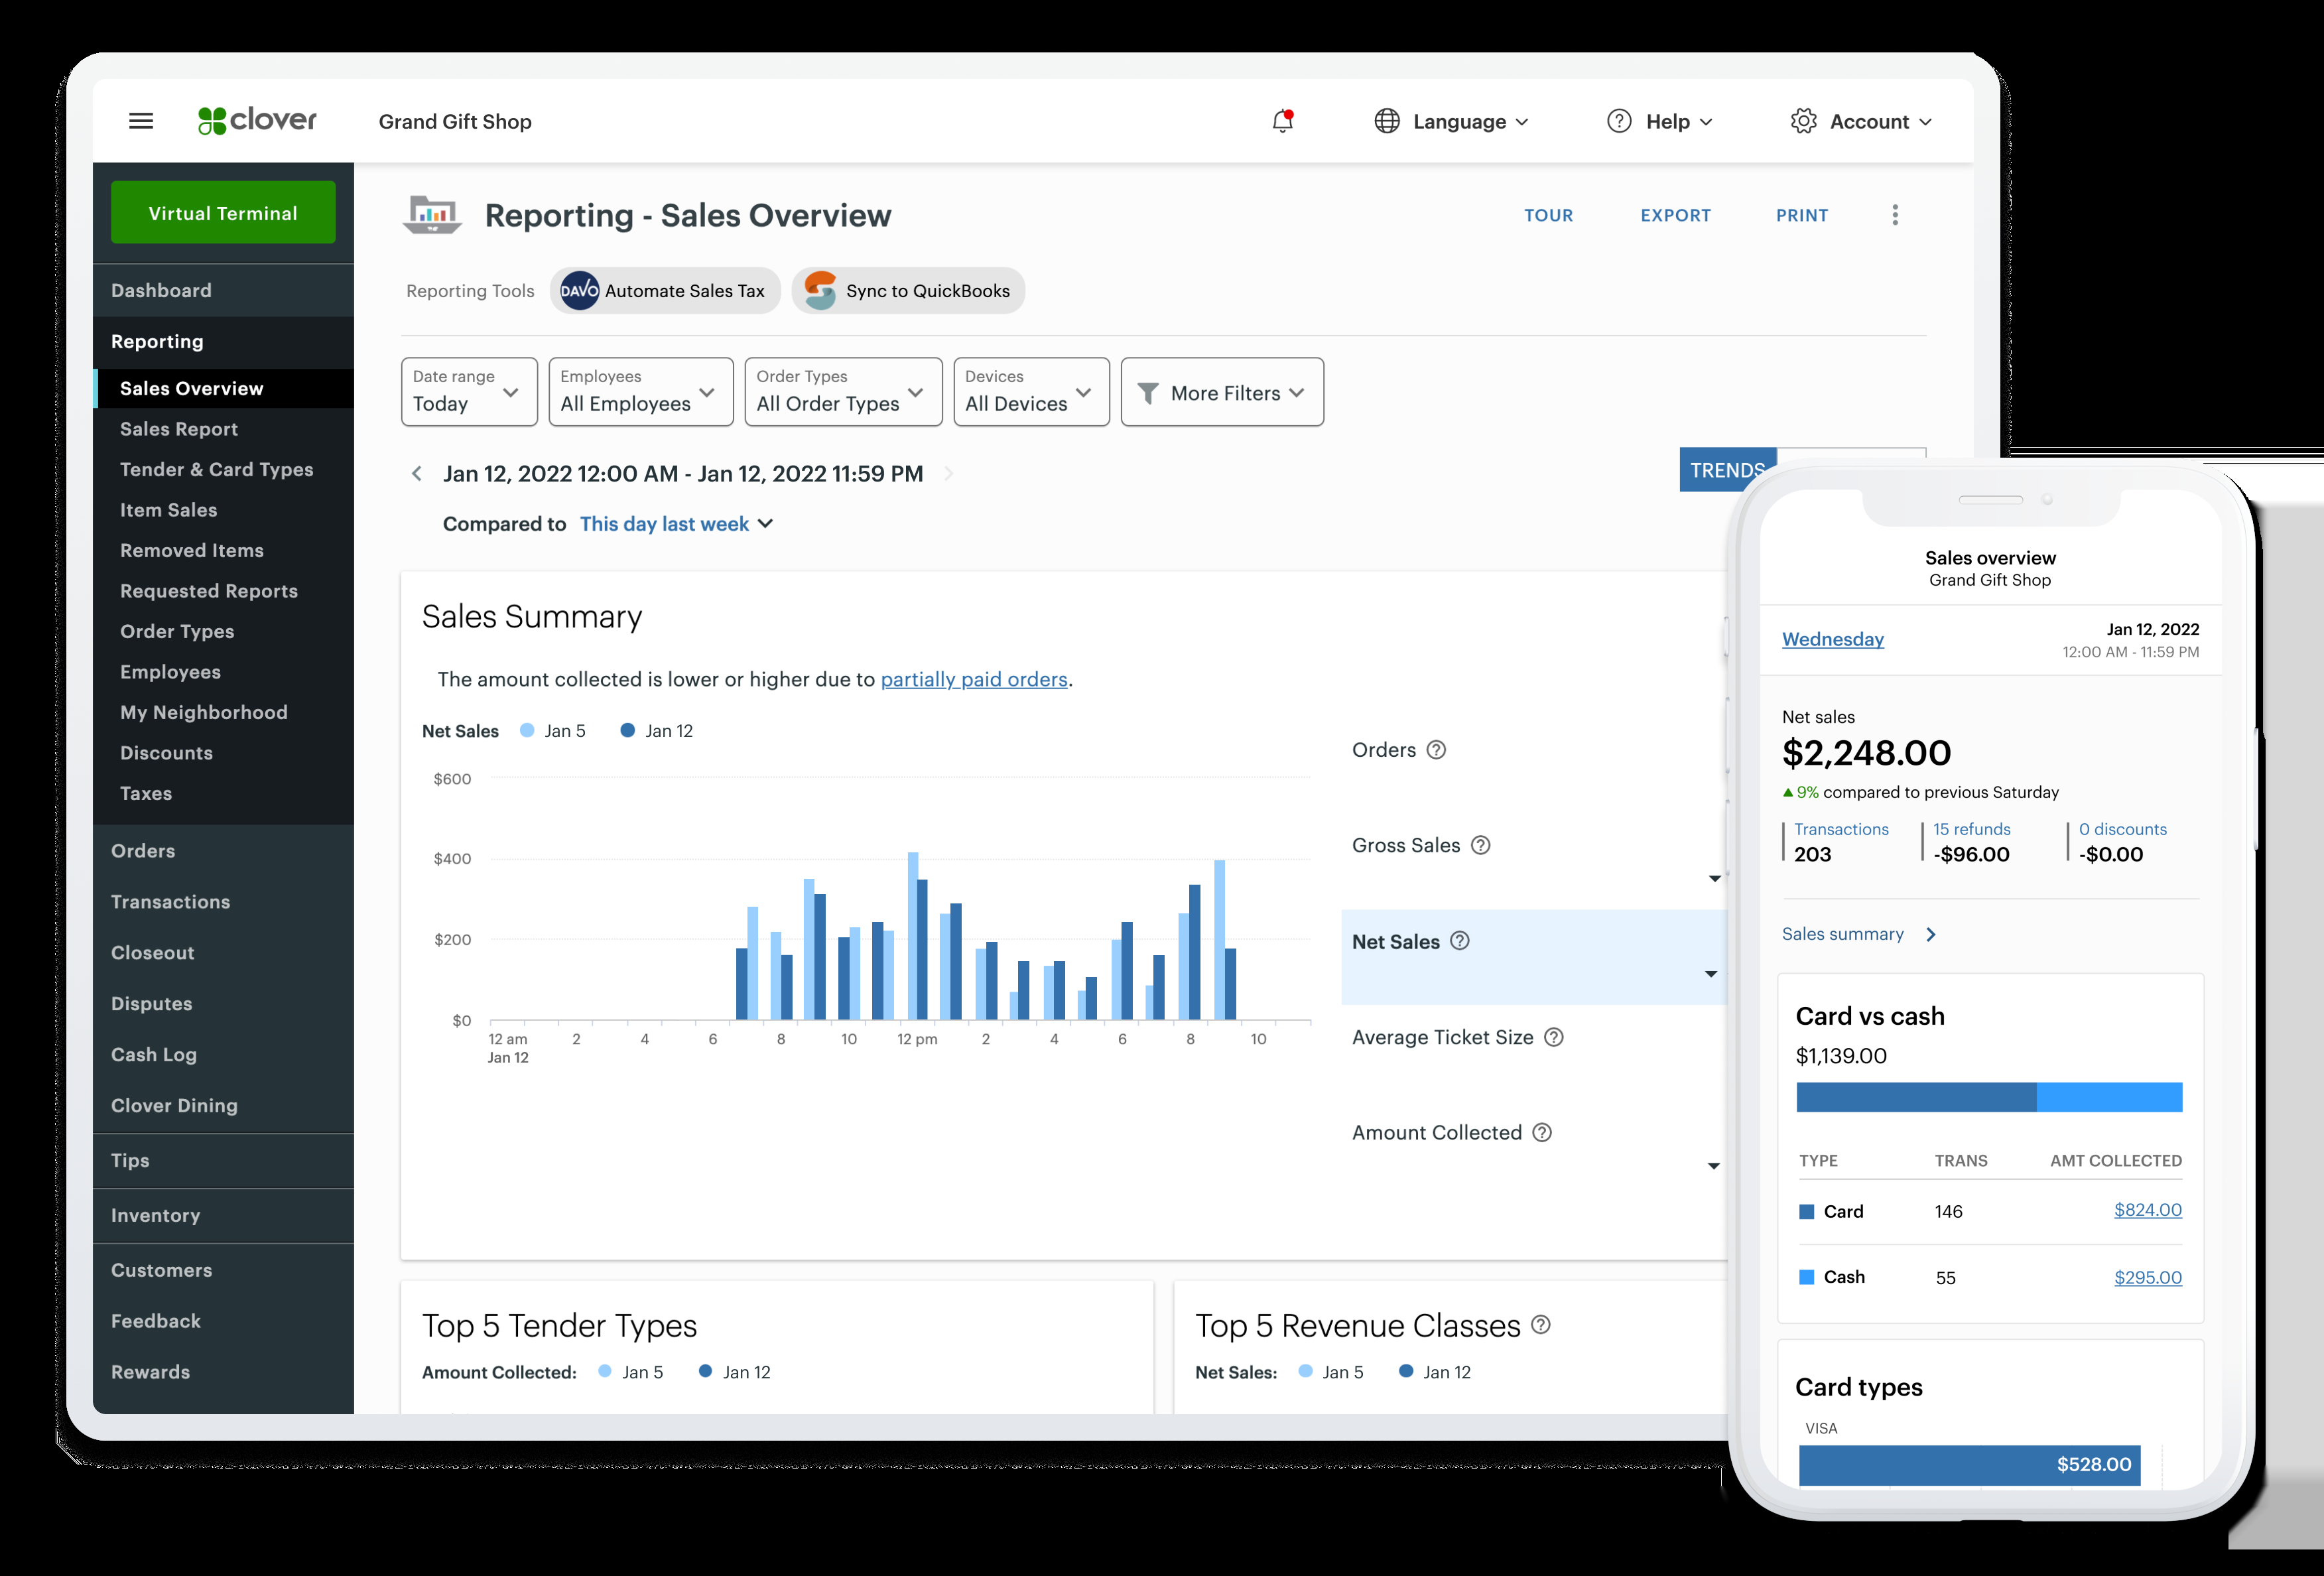 clover
Grand Gift Shop
Language
Help
Account
Virtual Terminal
Dashboard
Reporting
Sales Overview
Sales Report
Tender & Card Types
Item Sales
Removed Items
Requested Reports
Order Types
Employees
My Neighborhood
Discounts
Taxes
Orders
Transactions
Closeout
Disputes
Cash Log
Clover Dining
Tips
Inventory
Customers
Feedback
Rewards
Reporting - Sales Overview
TOUR
EXPORT
PRINT
Reporting Tools
DAVO
Automate Sales Tax
Sync to QuickBooks
Date range
Today
Employees
All Employees
Order Types
All Order Types
Devices
All Devices
More Filters
Jan 12, 2022 12:00 AM - Jan 12, 2022 11:59 PM
TRENDS
Compared to This day last week
Sales Summary
The amount collected is lower or higher due to partially paid orders.
Net Sales Jan 5 Jan 12
$600
$400
$200
$0
12 am 2 4 6 8 10 12 pm 2 4 6 8 10
Jan 12
Orders
Gross Sales
Net Sales
Average Ticket Size
Amount Collected
Top 5 Tender Types
Amount Collected: Jan 5 Jan 12
Top 5 Revenue Classes
Net Sales: Jan 5 Jan 12
Sales overview
Grand Gift Shop
Wednesday
Jan 12, 2022
12:00 AM - 11:59 PM
Net sales
$2,248.00
9% compared to previous Saturday
Transactions
203
15 refunds
-$96.00
0 discounts
-$0.00
Sales summary
Card vs cash
$1,139.00
TYPE TRANS AMT COLLECTED
Card 146 $824.00
Cash 55 $295.00
Card types
VISA
$528.00